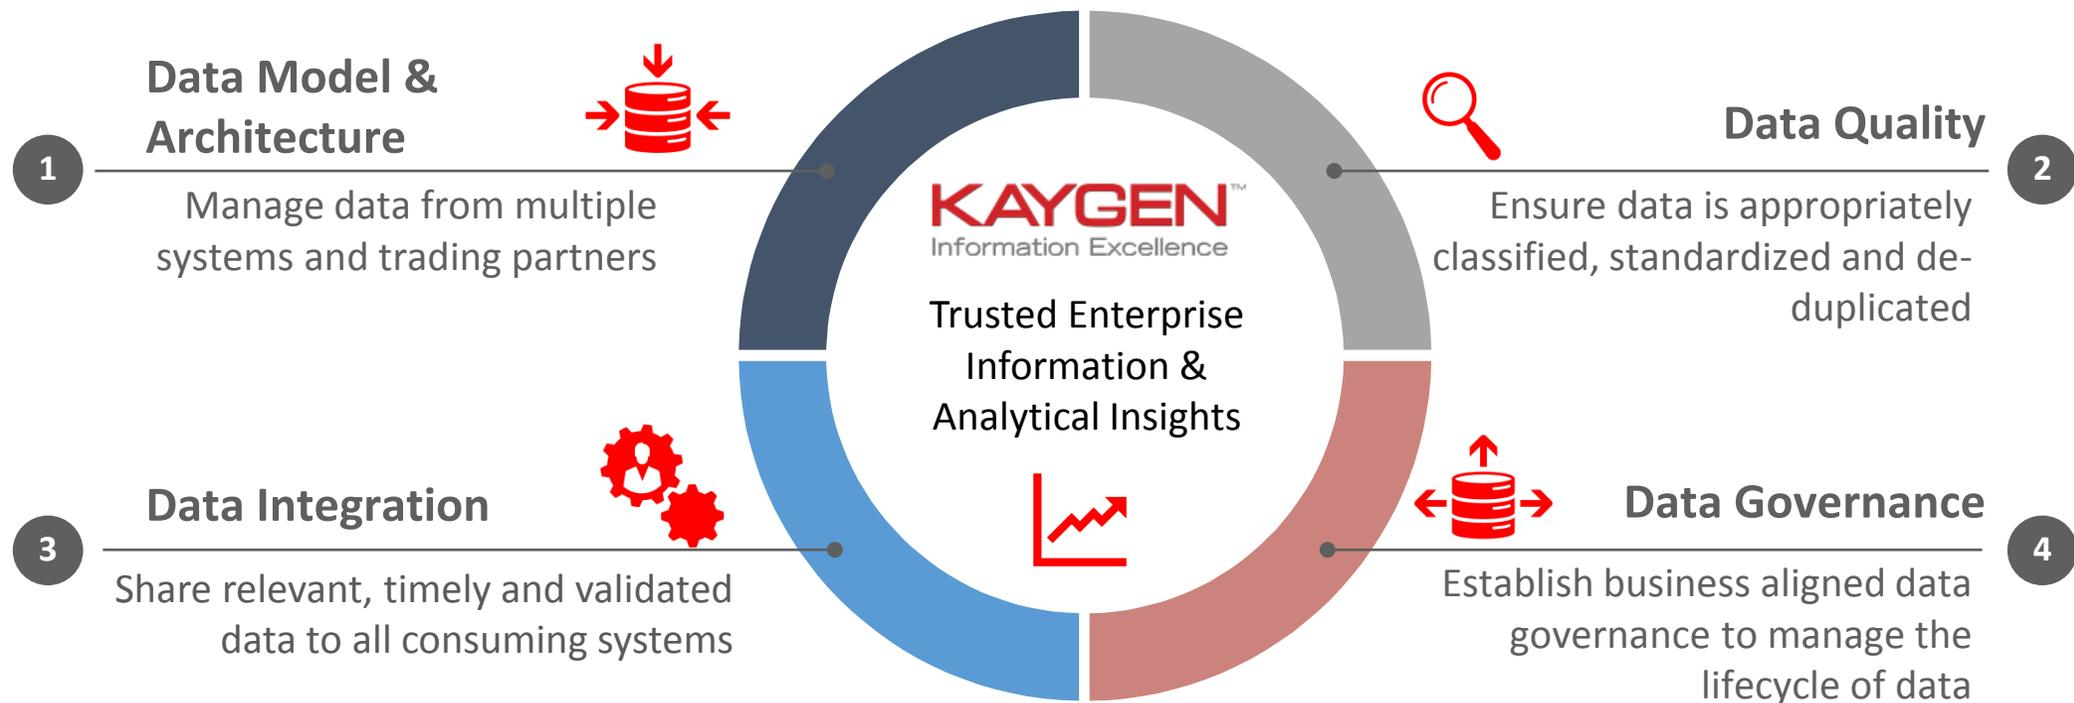 1
Data Model &
Architecture
Manage data from multiple
systems and trading partners
2
Data Quality
Ensure data is appropriately
classified, standardized and de-
duplicated
KAYGEN™
Information Excellence
Trusted Enterprise
Information &
Analytical Insights
3
Data Integration
Share relevant, timely and validated
data to all consuming systems
4
Data Governance
Establish business aligned data
governance to manage the
lifecycle of data